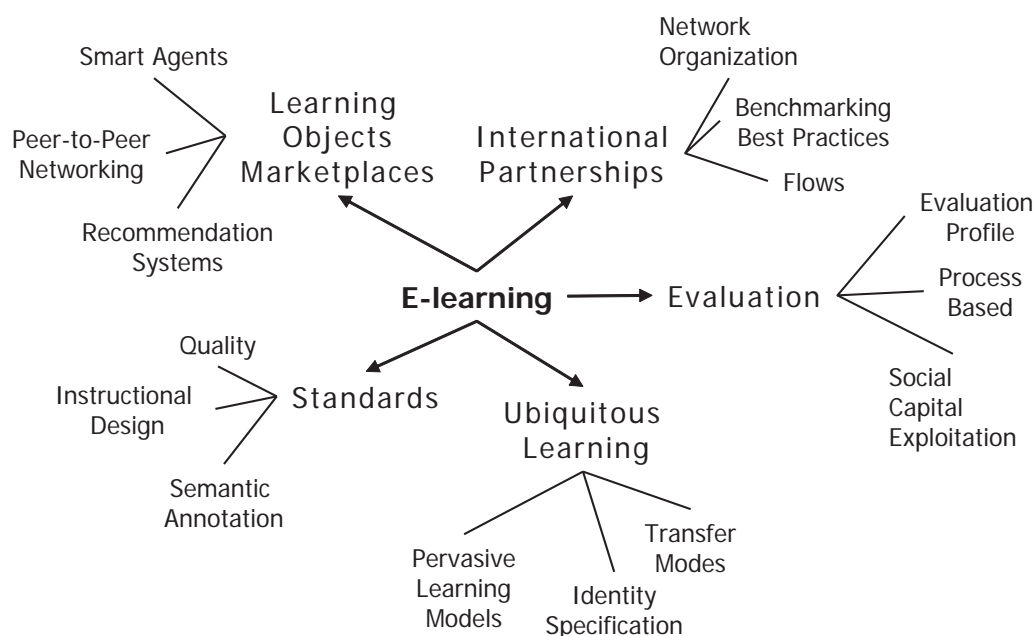 Smart Agents
Peer-to-Peer
Networking
Recommendation
Systems
Learning
Objects
Marketplaces
International
Partnerships
Network
Organization
Benchmarking
Best Practices
Flows
E-learning
Evaluation
Evaluation
Profile
Process
Based
Social
Capital
Exploitation
Quality
Instructional
Design
Semantic
Annotation
Standards
Ubiquitous
Learning
Pervasive
Learning
Models
Identity
Specification
Transfer
Modes